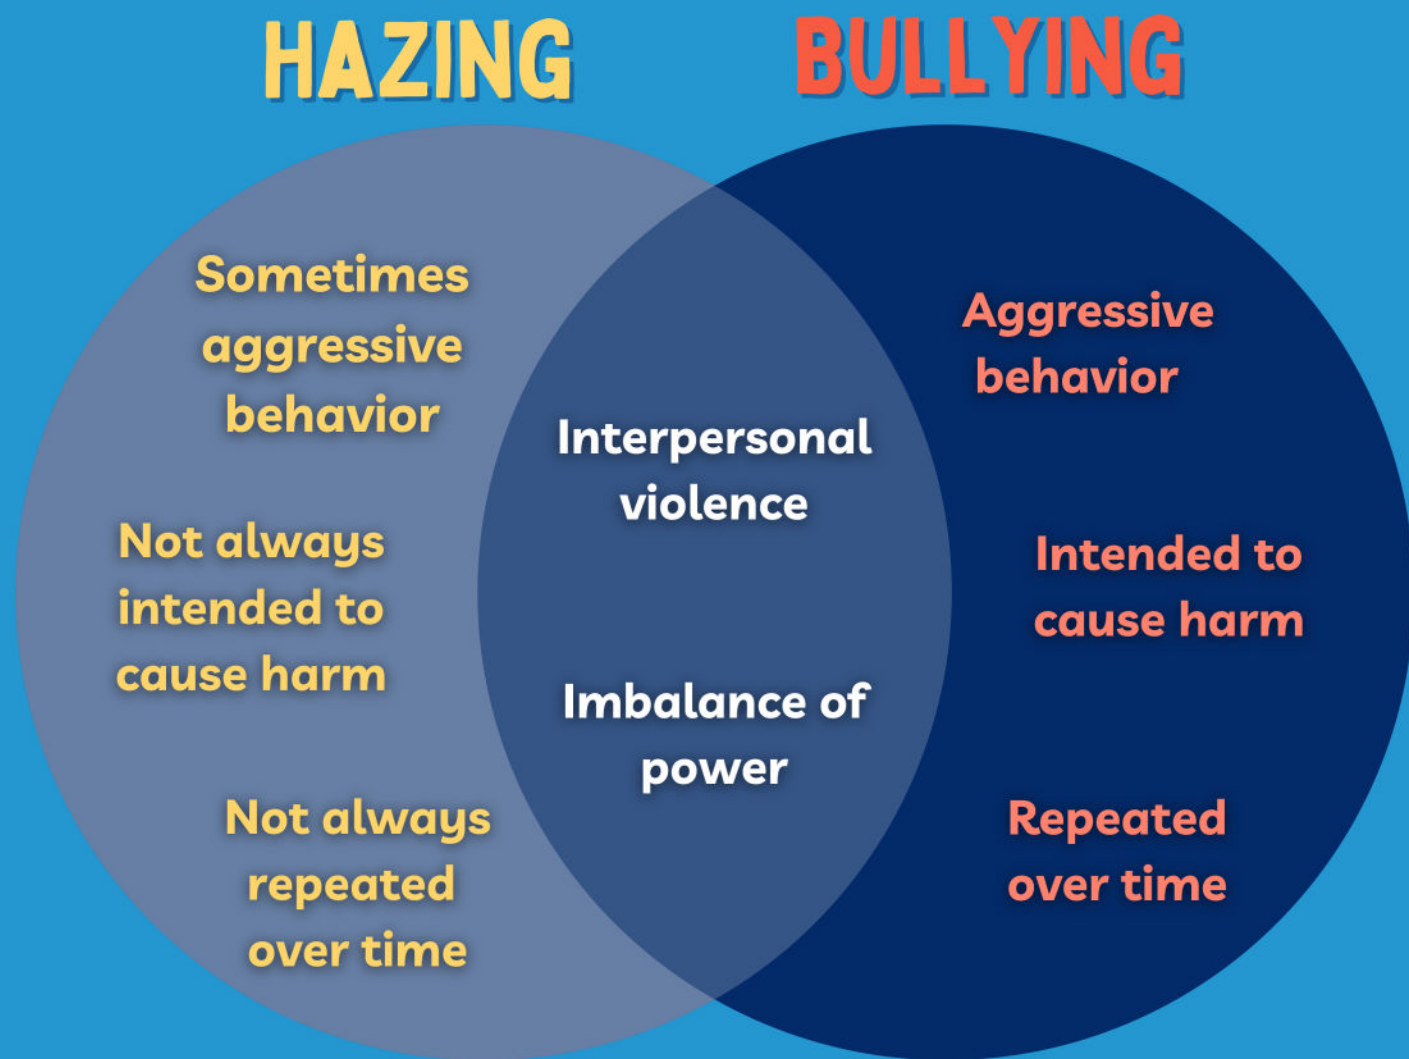 HAZING
BULLYING
Sometimes
aggressive
behavior
Not always
intended to
cause harm
Not always
repeated
over time
Interpersonal
violence
Imbalance of
power
Aggressive
behavior
Intended to
cause harm
Repeated
over time